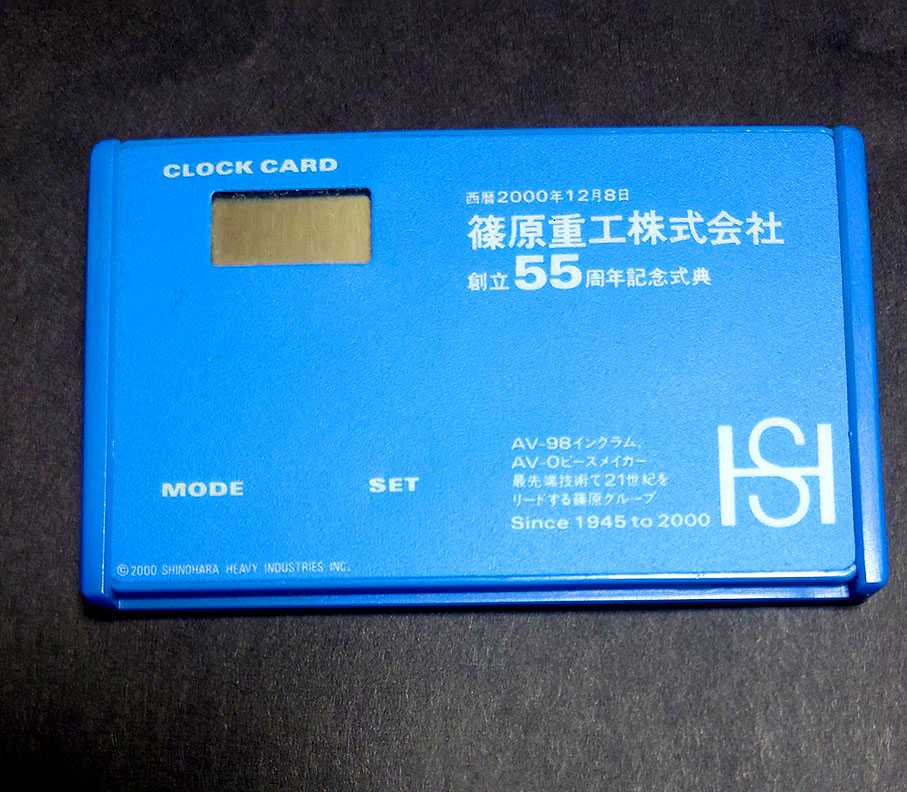 CLOCK CARD
西暦2000年12月8日
篠原重工株式会社
創立55周年記念式典
MODE
SET
AV-98イングラム,
AV-0ピースメイカー
最先端技術で21世紀を
リードする篠原グループ
Since 1945 to 2000
HSI
©2000 SHINOHARA HEAVY INDUSTRIES INC.